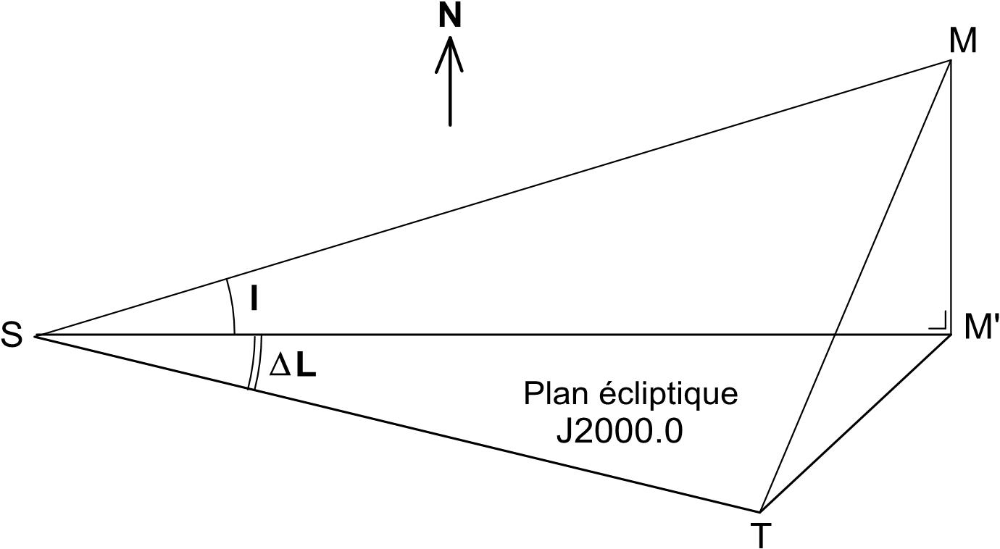 N
M
I
S
M'
ΔL
Plan écliptique
J2000.0
T